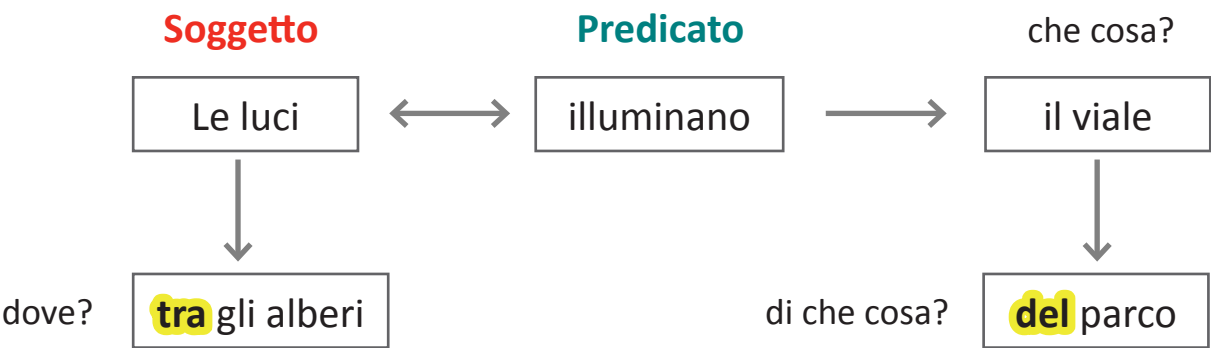 Soggetto Predicato che cosa?
Le luci illuminano il viale
dove? tra gli alberi di che cosa? del parco